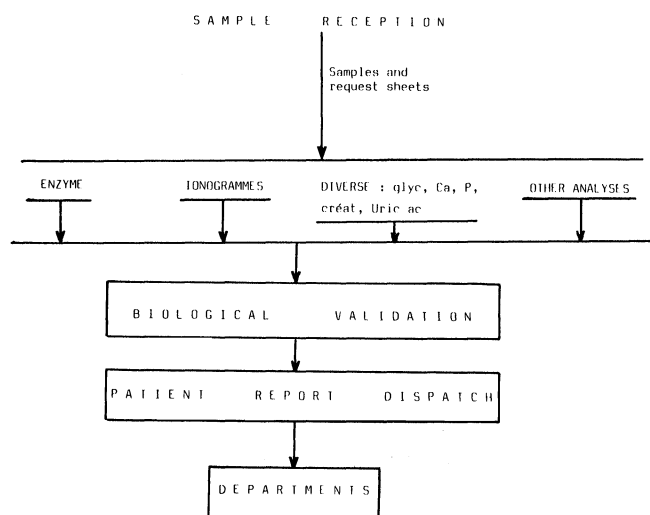 SAMPLE RECEPTION
Samples and
request sheets
ENZYME
IONOGRAMMES
DIVERSE : glyc, Ca, P,
créat, Uric ac
OTHER ANALYSES
BIOLOGICAL VALIDATION
PATIENT REPORT DISPATCH
DEPARTMENTS